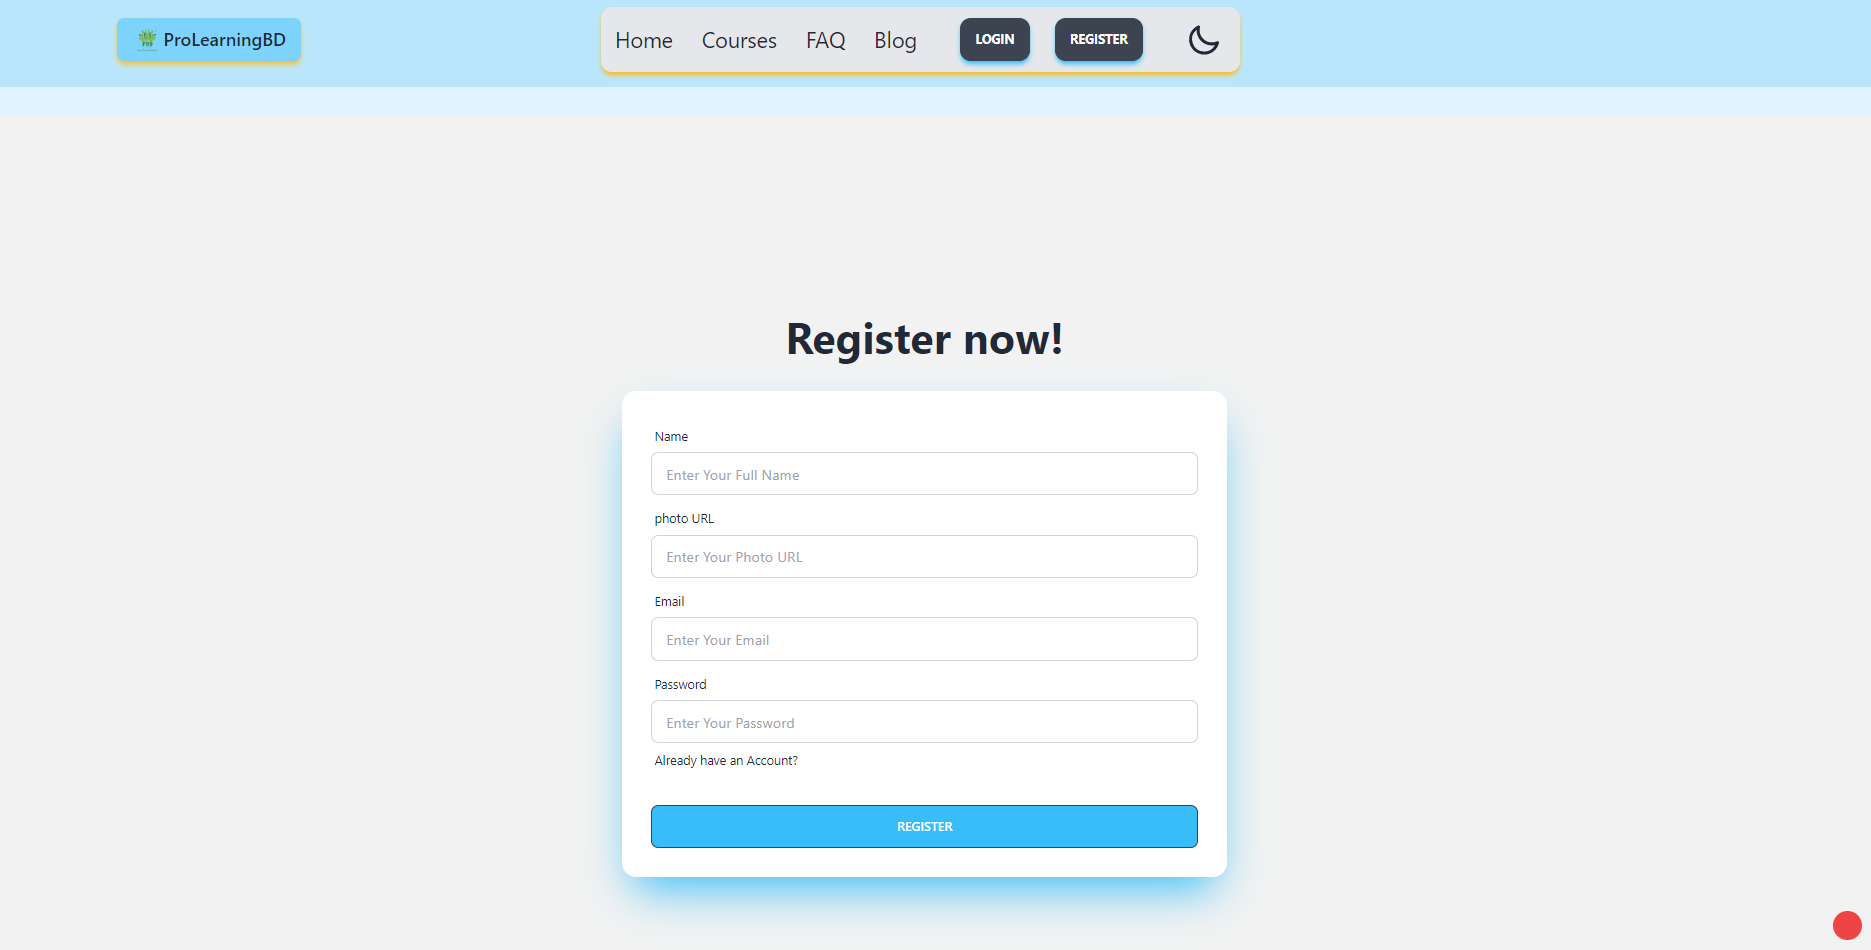 ProLearningBD
Home Courses FAQ Blog LOGIN REGISTER
Register now!
Name
Enter Your Full Name
photo URL
Enter Your Photo URL
Email
Enter Your Email
Password
Enter Your Password
Already have an Account?
REGISTER